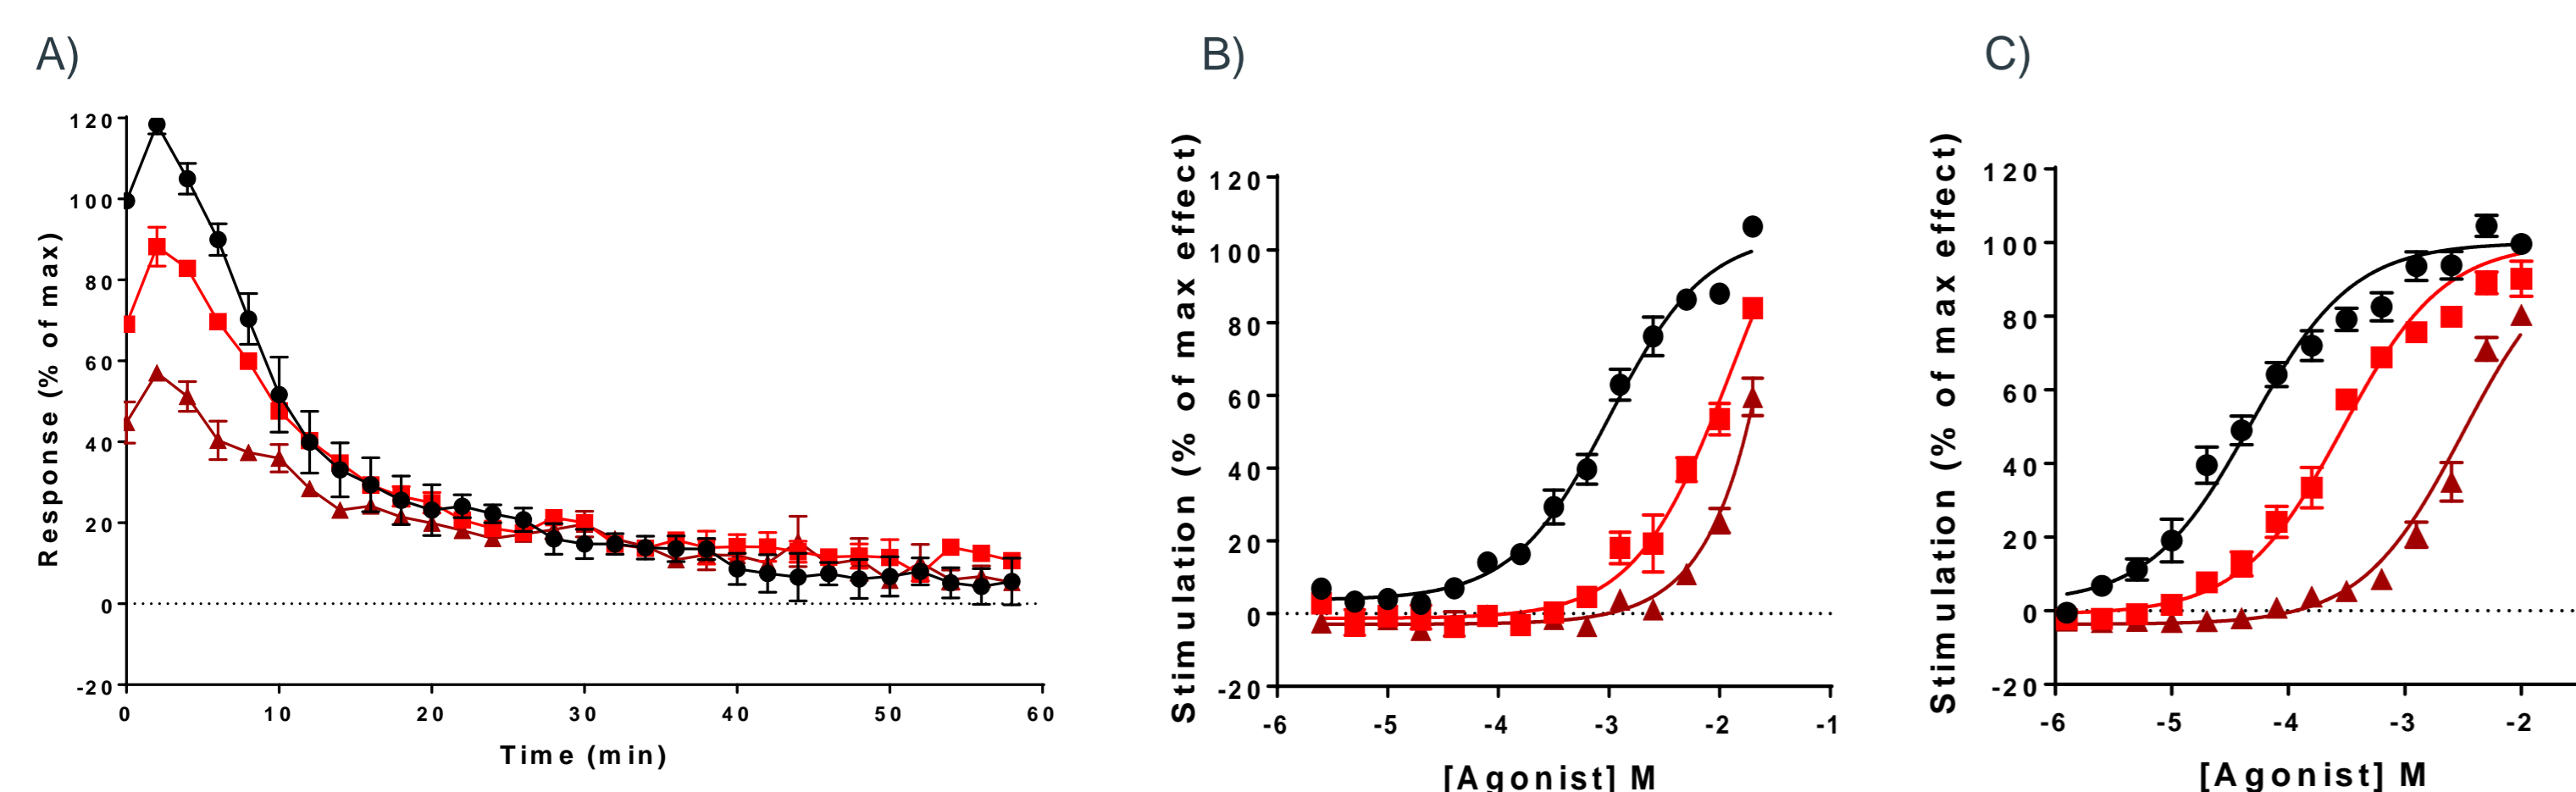 A)
Response (% of max)
120
100
80
60
40
20
0
-20
0 10 20 30 40 50 60
Time (min)
B)
Stimulation (% of max effect)
120
100
80
60
40
20
0
-20
-6 -5 -4 -3 -2 -1
[Agonist] M
C)
Stimulation (% of max effect)
120
100
80
60
40
20
0
-20
-6 -5 -4 -3 -2
[Agonist] M